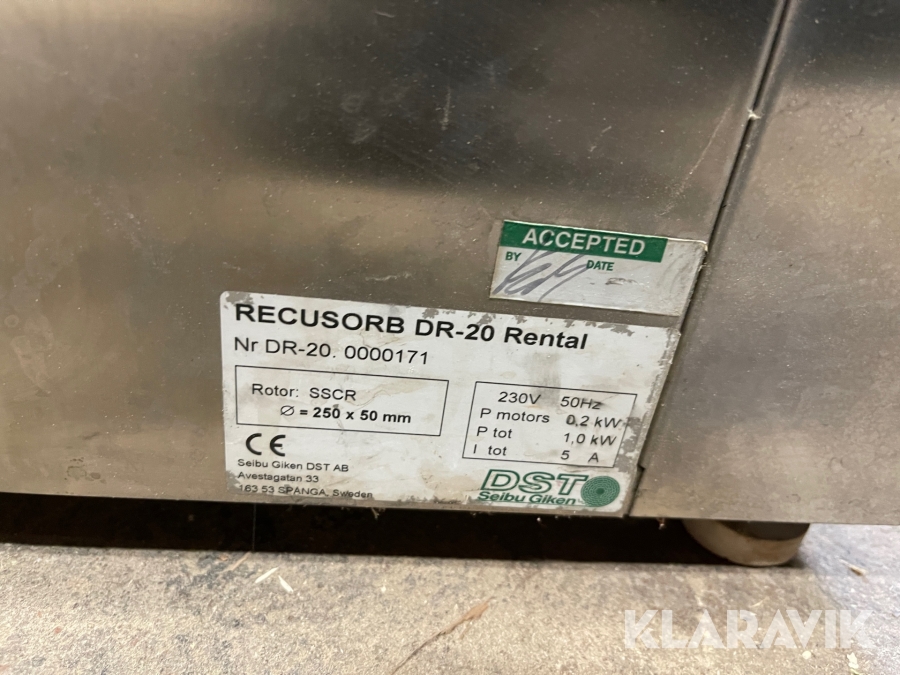 ACCEPTED
BY DATE
RECUSORB DR-20 Rental
Nr DR-20. 0000171
Rotor: SSCR
Ø = 250 x 50 mm
230V 50Hz
P motors 0,2 kW
P tot 1,0 kW
I tot 5 A
CE
Seibu Giken DST AB
Avestagatan 33
163 53 SPANGA, Sweden
DST
Seibu Giken
KLARAVIK